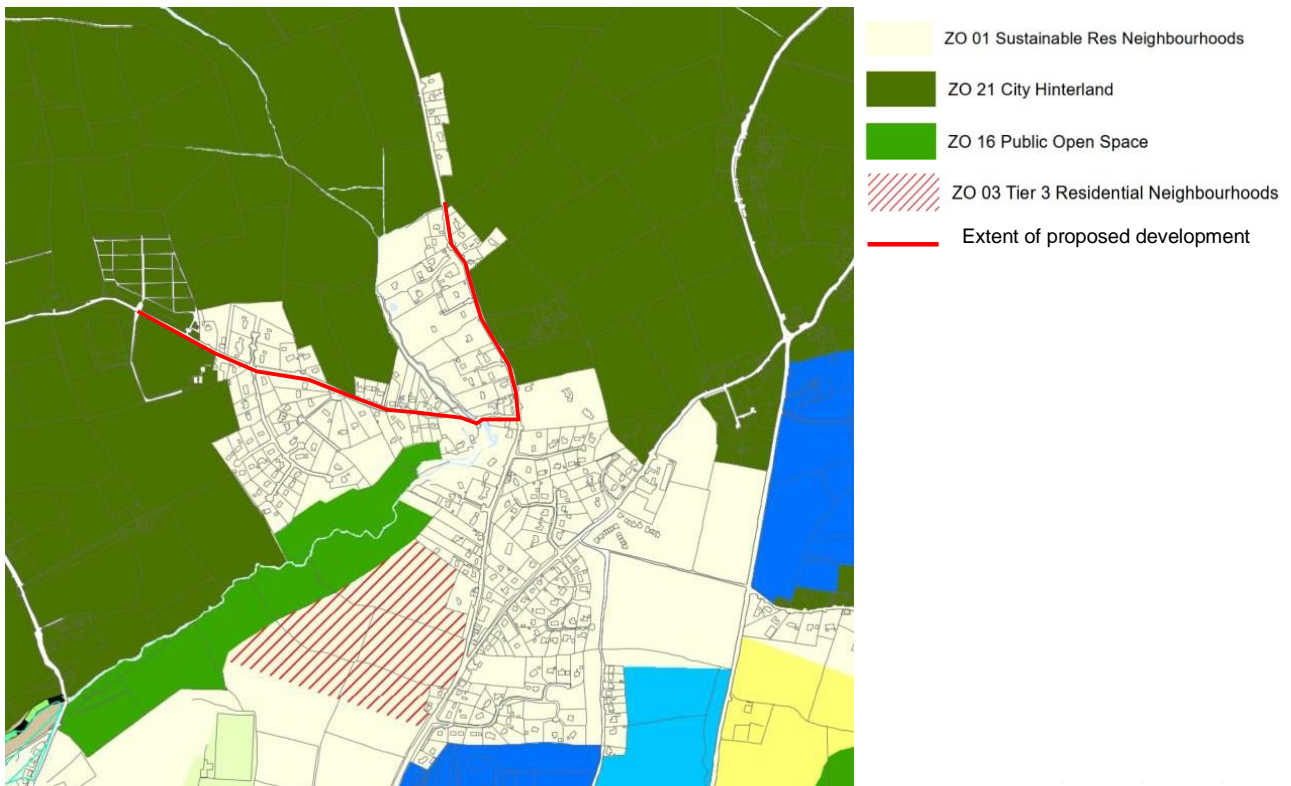 ZO 01 Sustainable Res Neighbourhoods
ZO 21 City Hinterland
ZO 16 Public Open Space
ZO 03 Tier 3 Residential Neighbourhoods
Extent of proposed development